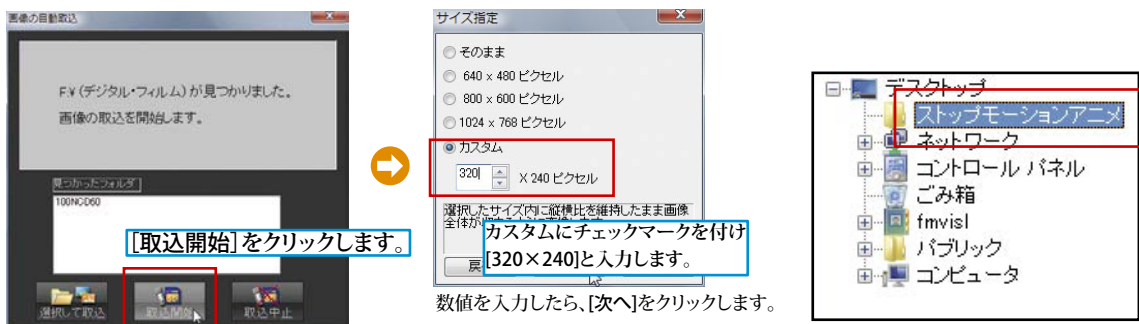 画像の自動取込
F:¥(デジタル・フィルム)が見つかりました。
画像の取込を開始します。
見つかったフォルダ
100NCD60
[取込開始]をクリックします。
選択して取込
取込開始
取込中止
サイズ指定
そのまま
640 x 480 ピクセル
800 x 600 ピクセル
1024 x 768 ピクセル
カスタム
320
X 240 ピクセル
選択したサイズ内に縦横比を維持したまま画像
全体が
カスタムにチェックマークを付け
[320×240]と入力します。
戻
数値を入力したら、[次へ]をクリックします。
デスクトップ
ストップモーションアニメ
ネットワーク
コントロール パネル
ごみ箱
fmvisl
パブリック
コンピュータ